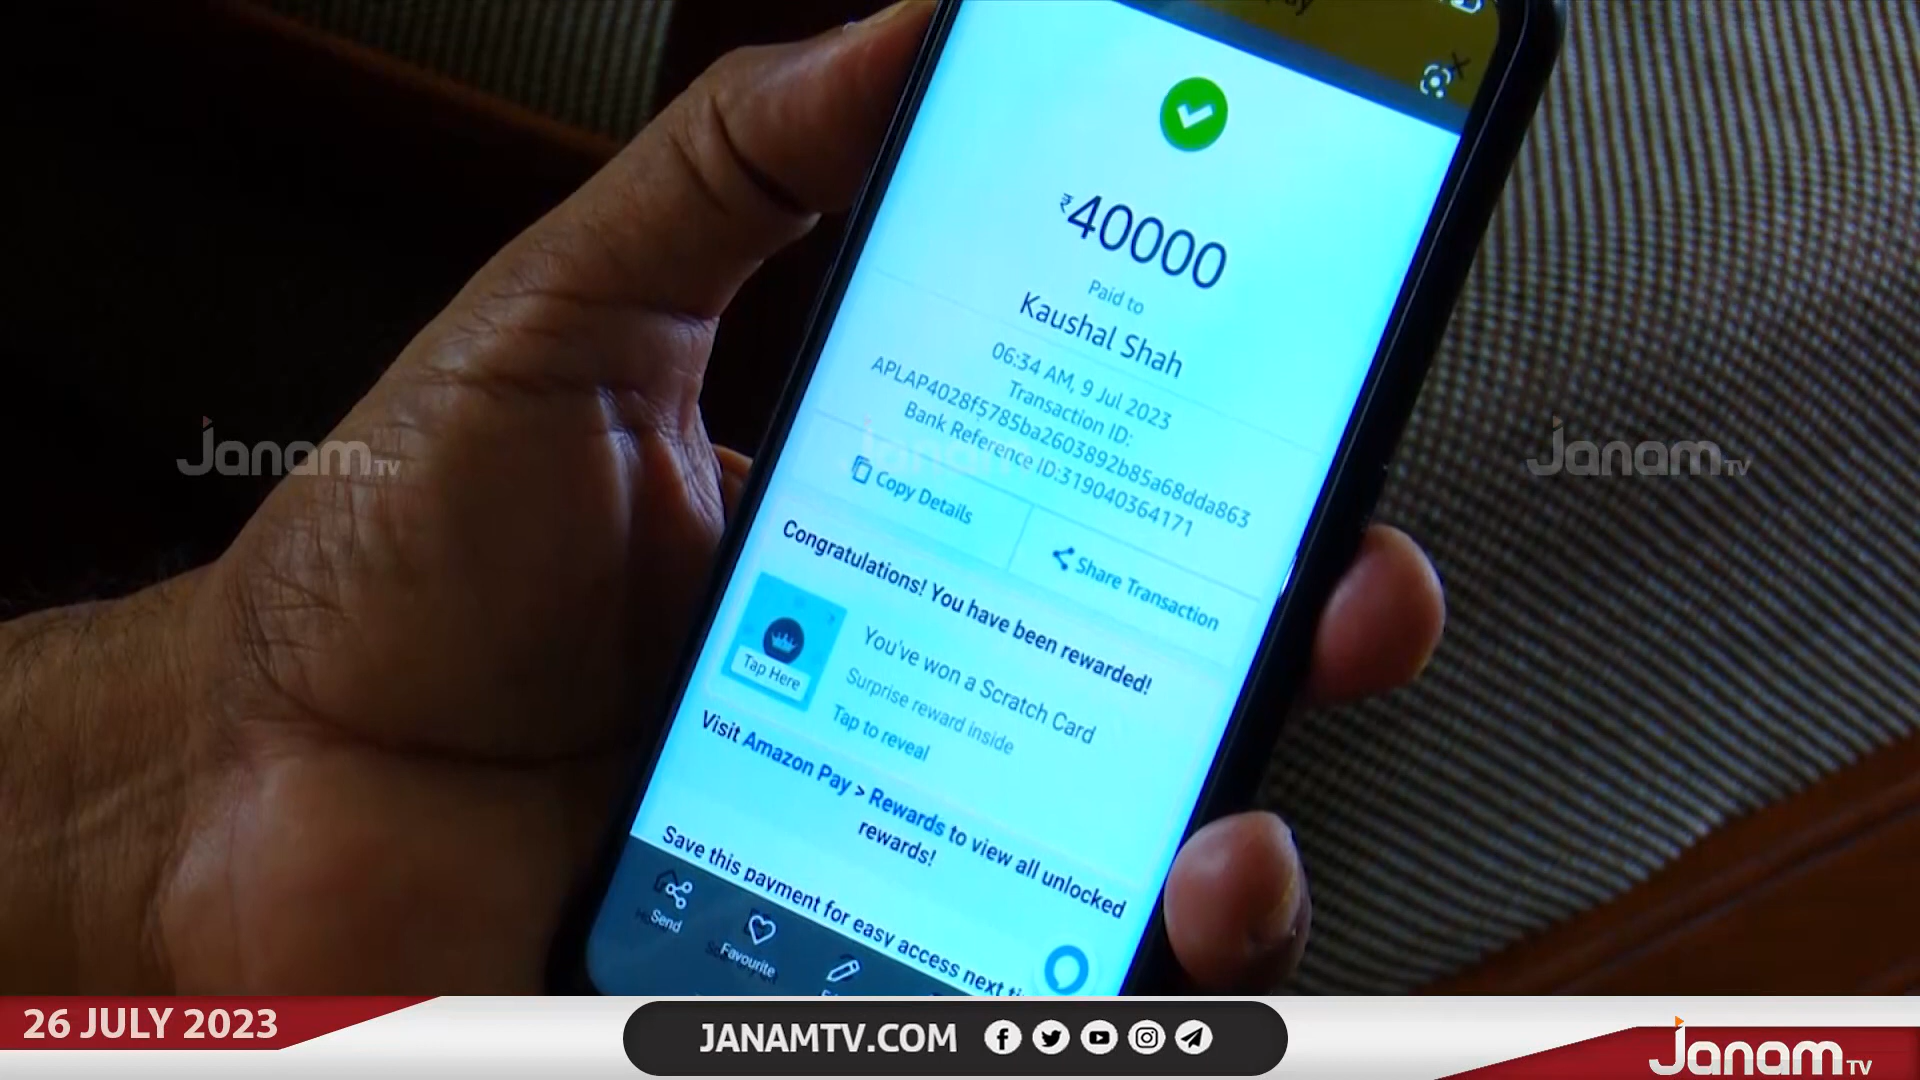 ₹40000
Paid to
Kaushal Shah
06:34 AM, 9 Jul 2023
Transaction ID:
APLAP4028f5785ba2603892b85a68dda863
Bank Reference ID:319040364171
Copy Details
Share Transaction
Congratulations! You have been rewarded!
Tap Here
You've won a Scratch Card
Surprise reward inside
Tap to reveal
Visit Amazon Pay > Rewards to view all unlocked
rewards!
Save this payment for easy access next
Send
Favourite
Janam TV
Janam
Janam TV
26 JULY 2023
JANAMTV.COM
Janam TV